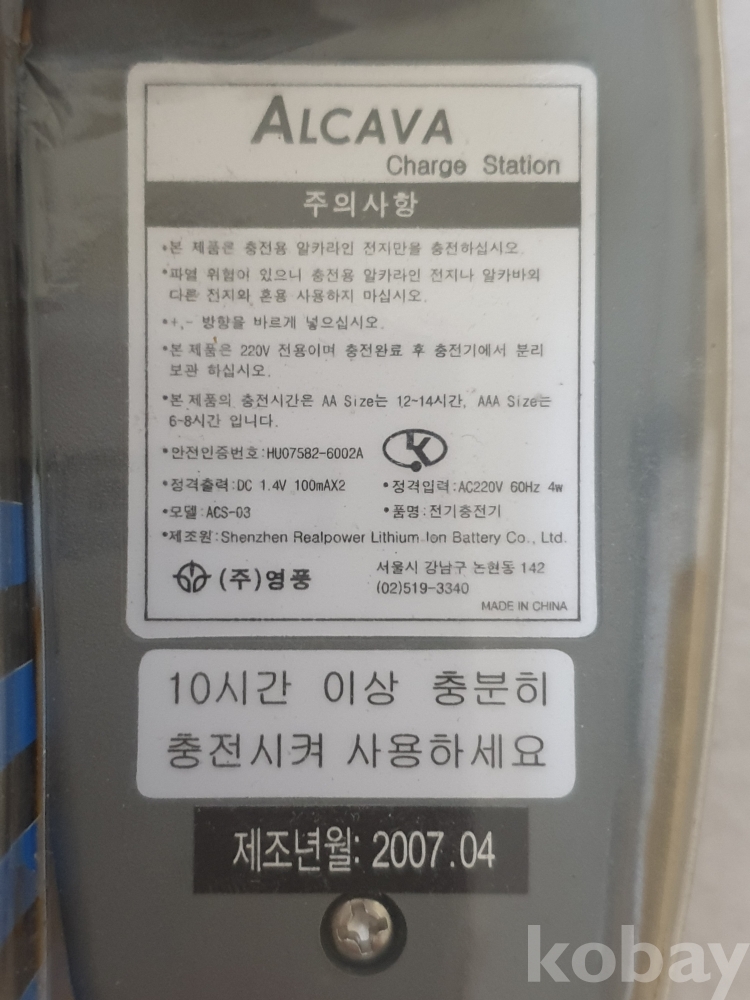 ALCAVA
Charge Station
주의사항
•본 제품은 충전용 알카라인 전지만을 충전하십시오.
•파열 위험이 있으니 충전용 알카라인 전지나 알카바외
다른 전지와 혼용 사용하지 마십시오.
•+,- 방향을 바르게 넣으십시오.
•본 제품은 220V 전용이며 충전완료 후 충전기에서 분리
보관 하십시오.
•본 제품의 충전시간은 AA Size는 12-14시간, AAA Size는
6-8시간 입니다.
•안전인증번호:HU07582-6002A
•정격출력:DC 1.4V 100mAX2 •정격입력:AC220V 60Hz 4w
•모델:ACS-03 •품명:전기충전기
•제조원:Shenzhen Realpower Lithium Ion Battery Co., Ltd.
(주)영풍 서울시 강남구 논현동 142
(02)519-3340
MADE IN CHINA
10시간 이상 충분히
충전시켜 사용하세요
제조년월: 2007.04
kobay